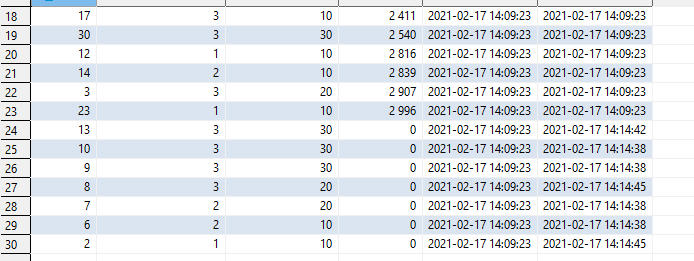 18 17 3 10 2 411 2021-02-17 14:09:23 2021-02-17 14:09:23
19 30 3 30 2 540 2021-02-17 14:09:23 2021-02-17 14:09:23
20 12 1 10 2 816 2021-02-17 14:09:23 2021-02-17 14:09:23
21 14 2 10 2 839 2021-02-17 14:09:23 2021-02-17 14:09:23
22 3 3 20 2 907 2021-02-17 14:09:23 2021-02-17 14:09:23
23 23 1 10 2 996 2021-02-17 14:09:23 2021-02-17 14:09:23
24 13 3 30 0 2021-02-17 14:09:23 2021-02-17 14:14:42
25 10 3 30 0 2021-02-17 14:09:23 2021-02-17 14:14:38
26 9 3 30 0 2021-02-17 14:09:23 2021-02-17 14:14:38
27 8 3 20 0 2021-02-17 14:09:23 2021-02-17 14:14:45
28 7 2 20 0 2021-02-17 14:09:23 2021-02-17 14:14:38
29 6 2 10 0 2021-02-17 14:09:23 2021-02-17 14:14:38
30 2 1 10 0 2021-02-17 14:09:23 2021-02-17 14:14:45